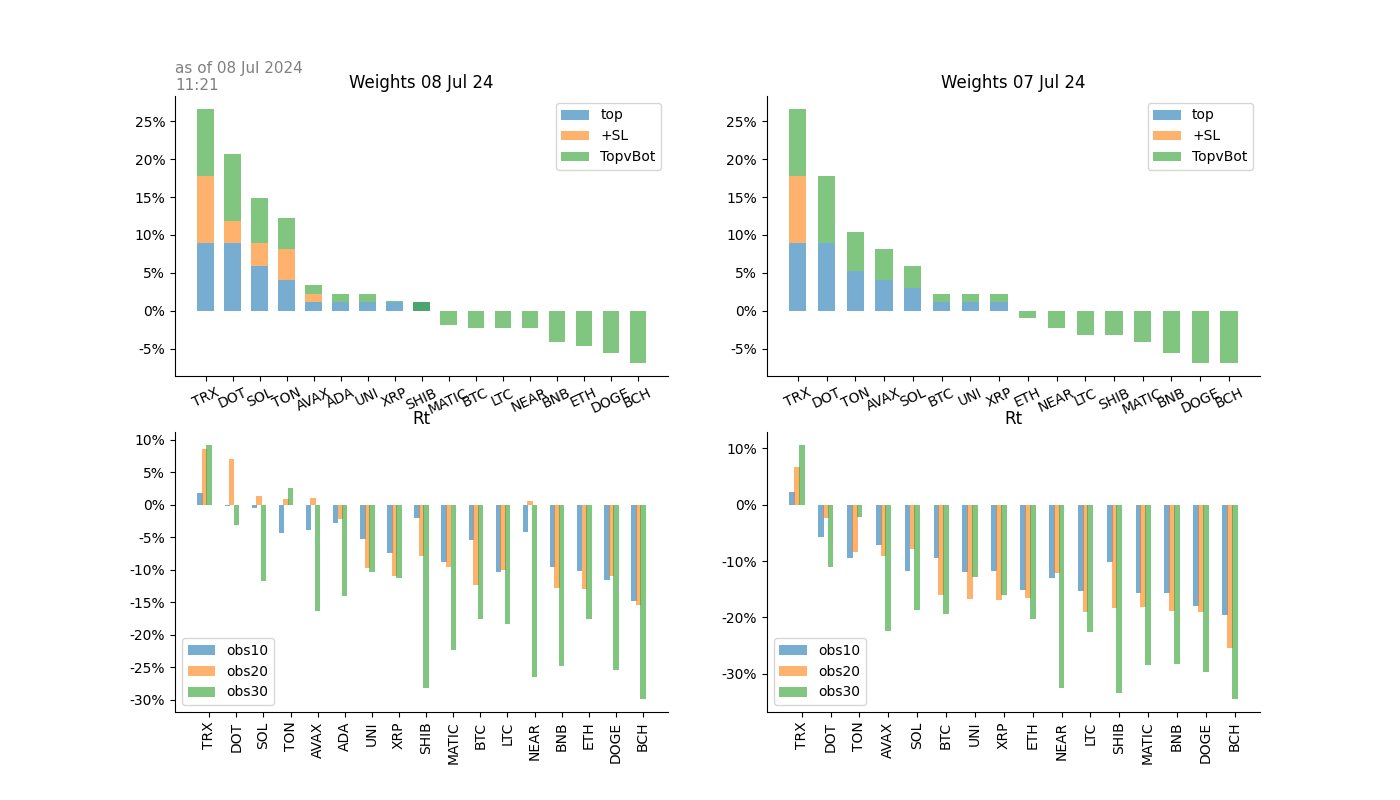 as of 08 Jul 2024
11:21
Weights 08 Jul 24
25%
20%
15%
10%
5%
0%
-5%
top
+SL
TopvBot
TRX DOT SOL TON AVAX ADA UNI XRP SHIB MATIC BTC LTC NEAR BNB ETH DOGE BCH
Weights 07 Jul 24
25%
20%
15%
10%
5%
0%
-5%
top
+SL
TopvBot
TRX DOT TON AVAX SOL BTC UNI XRP ETH NEAR LTC SHIB MATIC BNB DOGE BCH
Rt
10%
5%
0%
-5%
-10%
-15%
-20%
-25%
-30%
obs10
obs20
obs30
TRX DOT SOL TON AVAX ADA UNI XRP SHIB MATIC BTC LTC NEAR BNB ETH DOGE BCH
Rt
10%
0%
-10%
-20%
-30%
obs10
obs20
obs30
TRX DOT TON AVAX SOL BTC UNI XRP ETH NEAR LTC SHIB MATIC BNB DOGE BCH